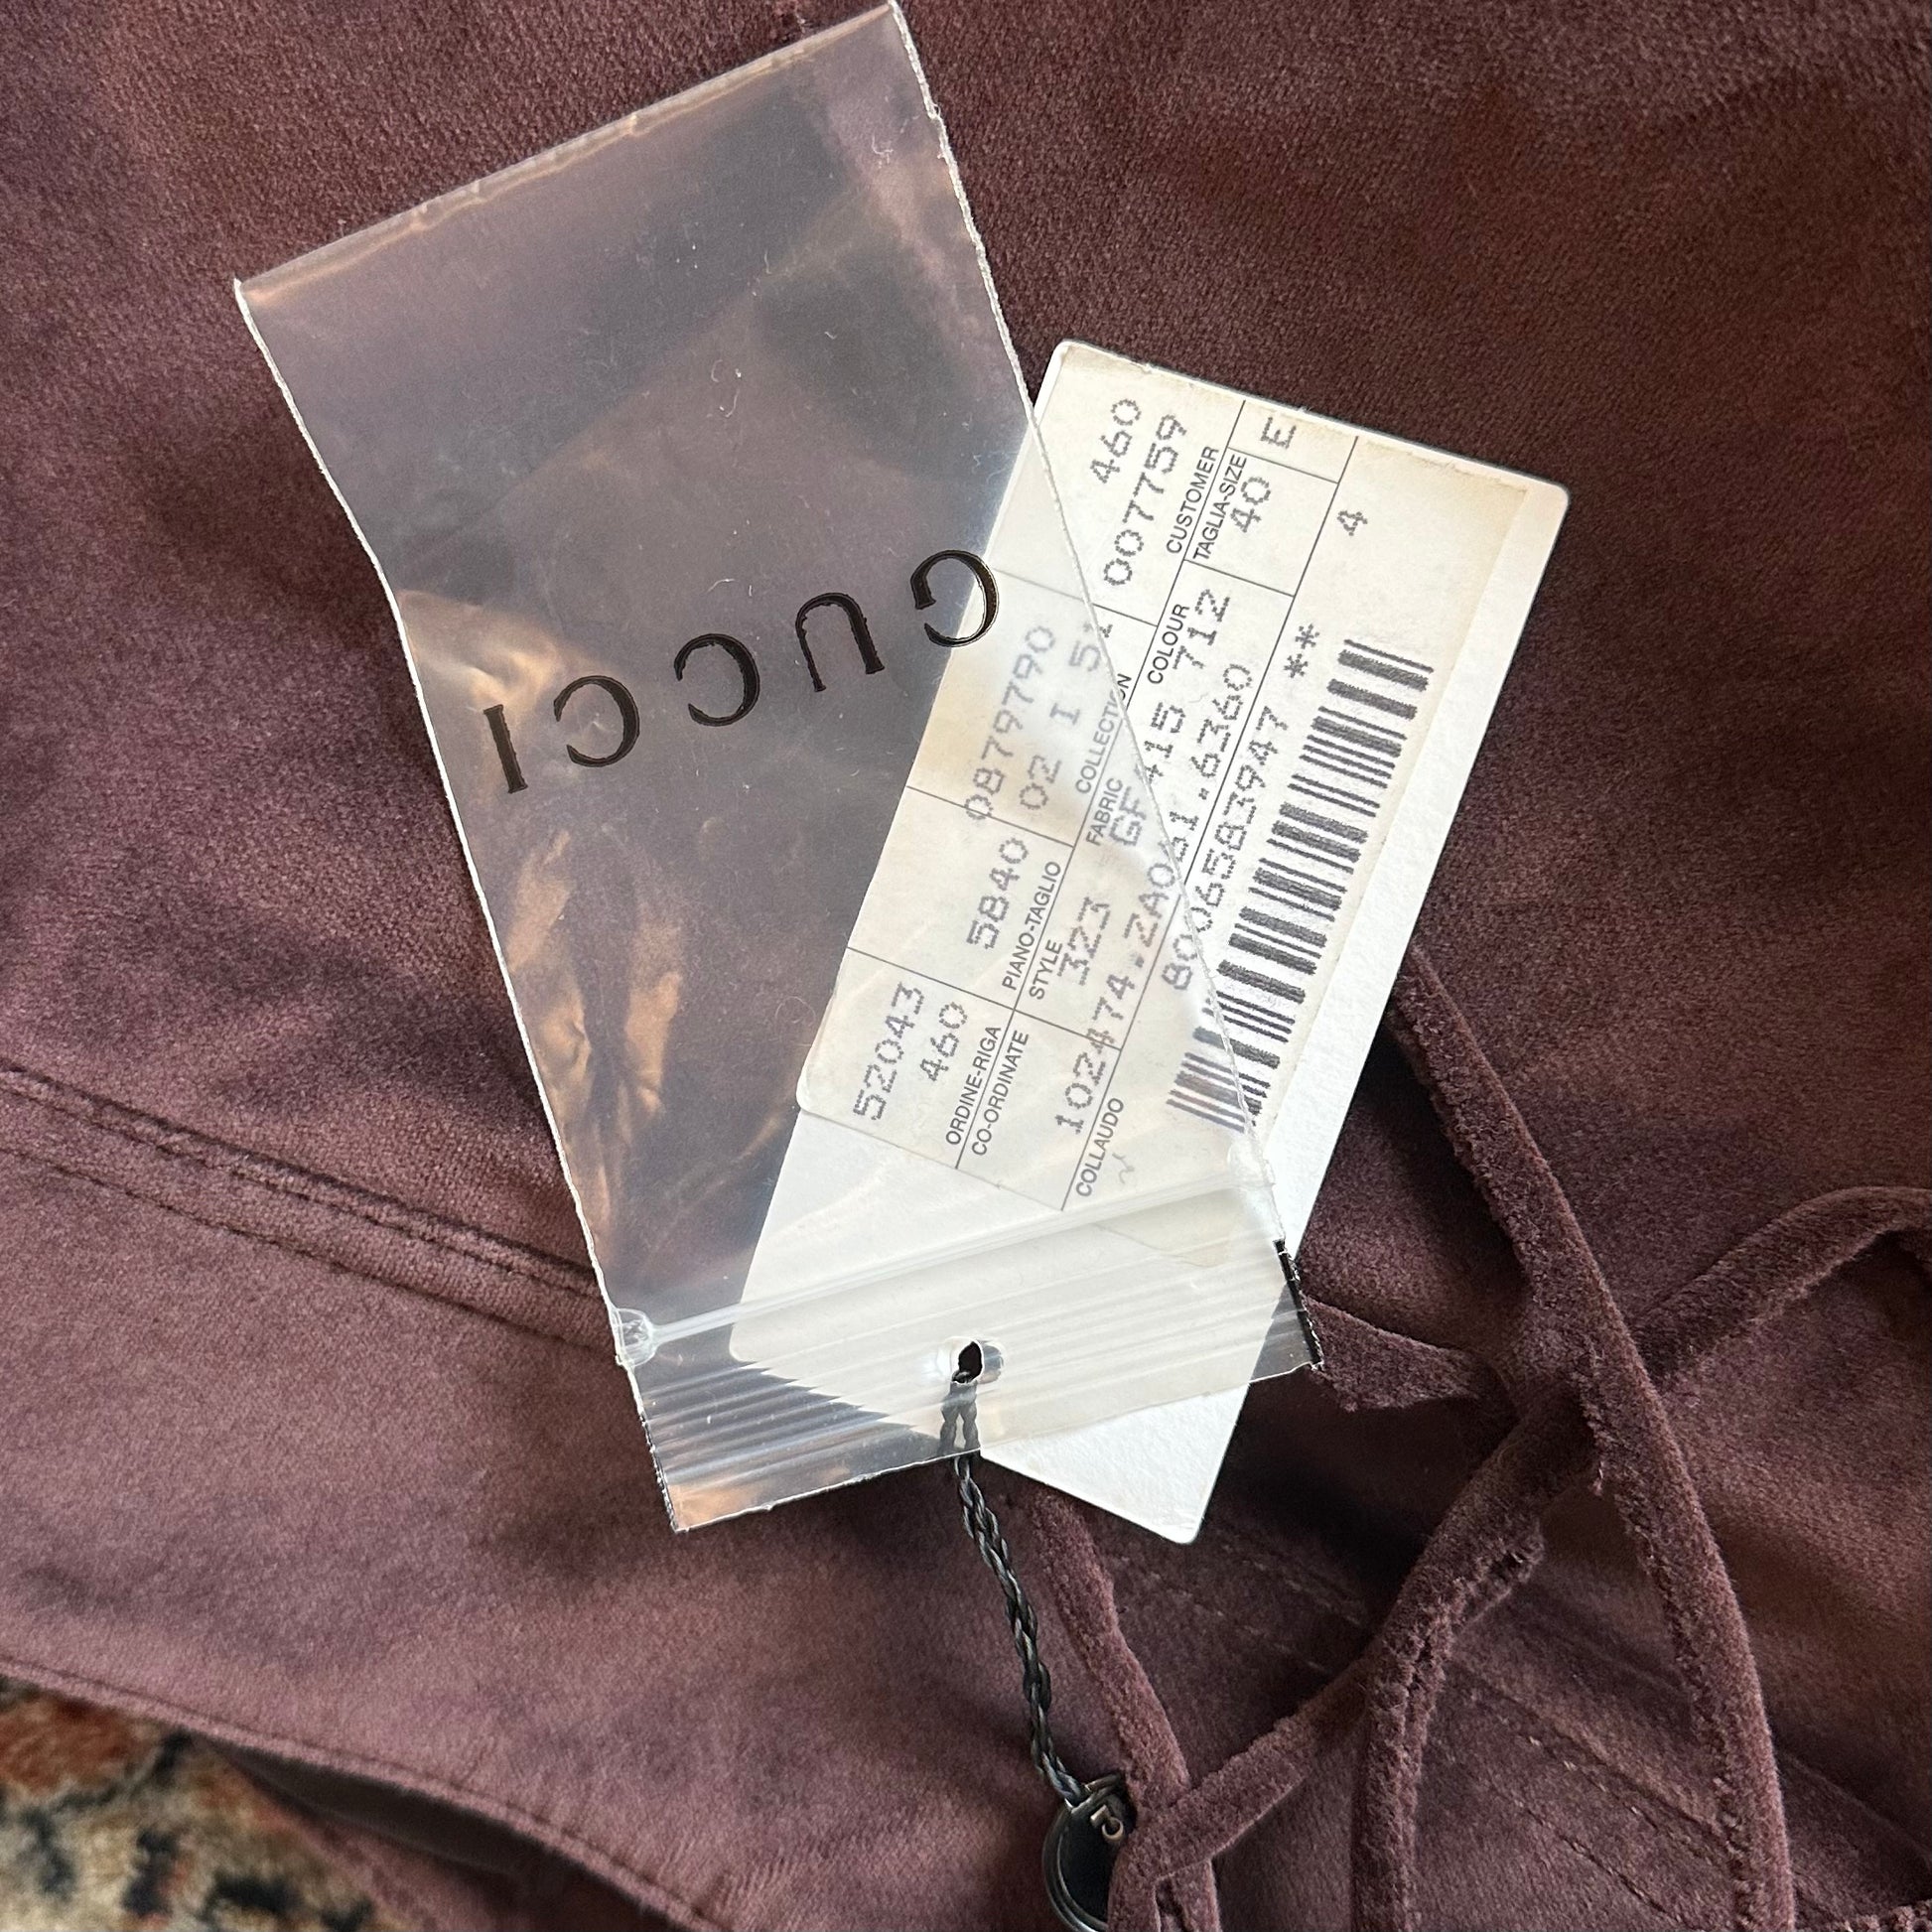 GUCCI
52043 5840 0879790 460
460 02 I 51 007759
ORDINE-RIGA PIANO-TAGLIO COLLECTION CUSTOMER
CO-ORDINATE STYLE FABRIC COLOUR TAGLIA-SIZE
323 GF 415 712 40 E
102474.ZA0B1.6360
COLLAUDO 8006583947 ** 4